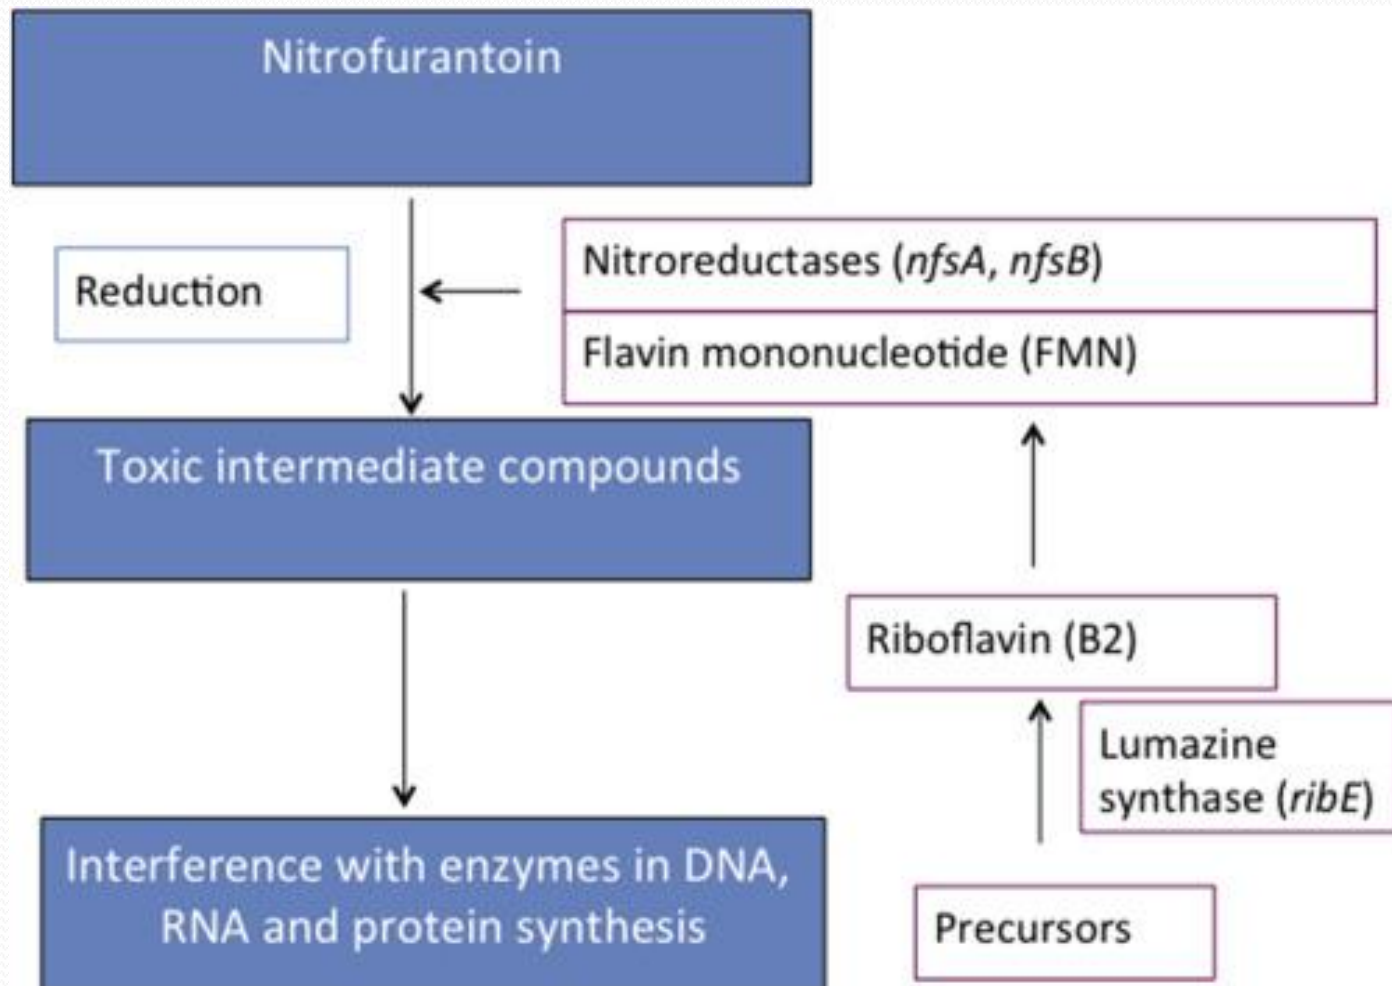 Nitrofurantoin
Reduction
Nitroreductases (nfsA, nfsB)
Flavin mononucleotide (FMN)
Toxic intermediate compounds
Riboflavin (B2)
Lumazine
synthase (ribE)
Interference with enzymes in DNA,
RNA and protein synthesis
Precursors